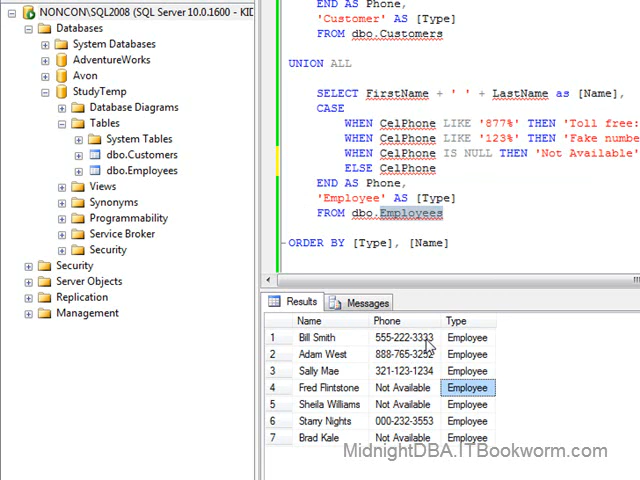 NONCON\SQL2008 (SQL Server 10.0.1600 - KID
Databases
System Databases
AdventureWorks
Avon
StudyTemp
Database Diagrams
Tables
System Tables
dbo.Customers
dbo.Employees
Views
Synonyms
Programmability
Service Broker
Security
Security
Server Objects
Replication
Management
END AS Phone,
'Customer' AS [Type]
FROM dbo.Customers
UNION ALL
SELECT FirstName + ' ' + LastName as [Name],
CASE
WHEN CelPhone LIKE '877%' THEN 'Toll free:
WHEN CelPhone LIKE '123%' THEN 'Fake numbe
WHEN CelPhone IS NULL THEN 'Not Available'
ELSE CelPhone
END AS Phone,
'Employee' AS [Type]
FROM dbo.Employees
ORDER BY [Type], [Name]
Results Messages
Name Phone Type
1 Bill Smith 555-222-3333 Employee
2 Adam West 888-765-3252 Employee
3 Sally Mae 321-123-1234 Employee
4 Fred Flintstone Not Available Employee
5 Sheila Williams Not Available Employee
6 Starry Nights 000-232-3553 Employee
7 Brad Kale Not Available Employee
MidnightDBA.ITBookworm.com